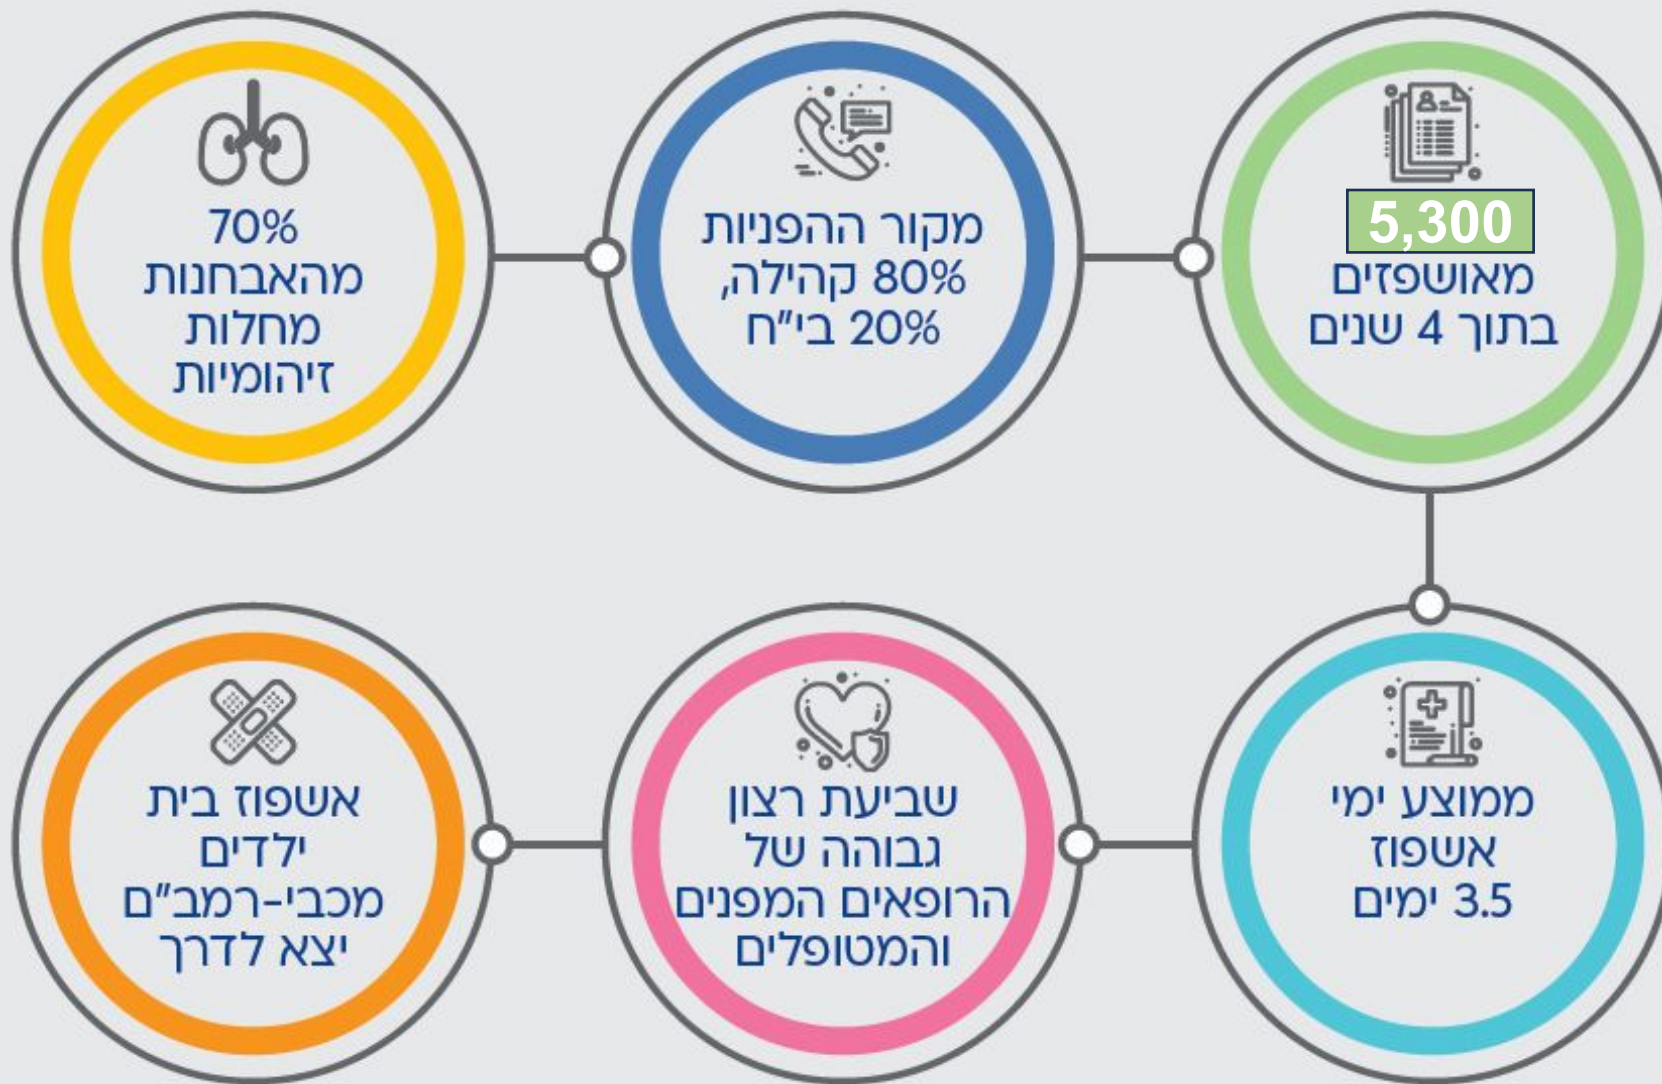 5,300
מאושפזים
בתוך 4 שנים
מקור ההפניות
80% קהילה,
20% בי"ח
70%
מהאבחנות
מחלות
זיהומיות
ממוצע ימי
אשפוז
3.5 ימים
שביעת רצון
גבוהה של
הרופאים המפנים
והמטופלים
אשפוז בית
ילדים
מכבי-רמב"ם
יצא לדרך